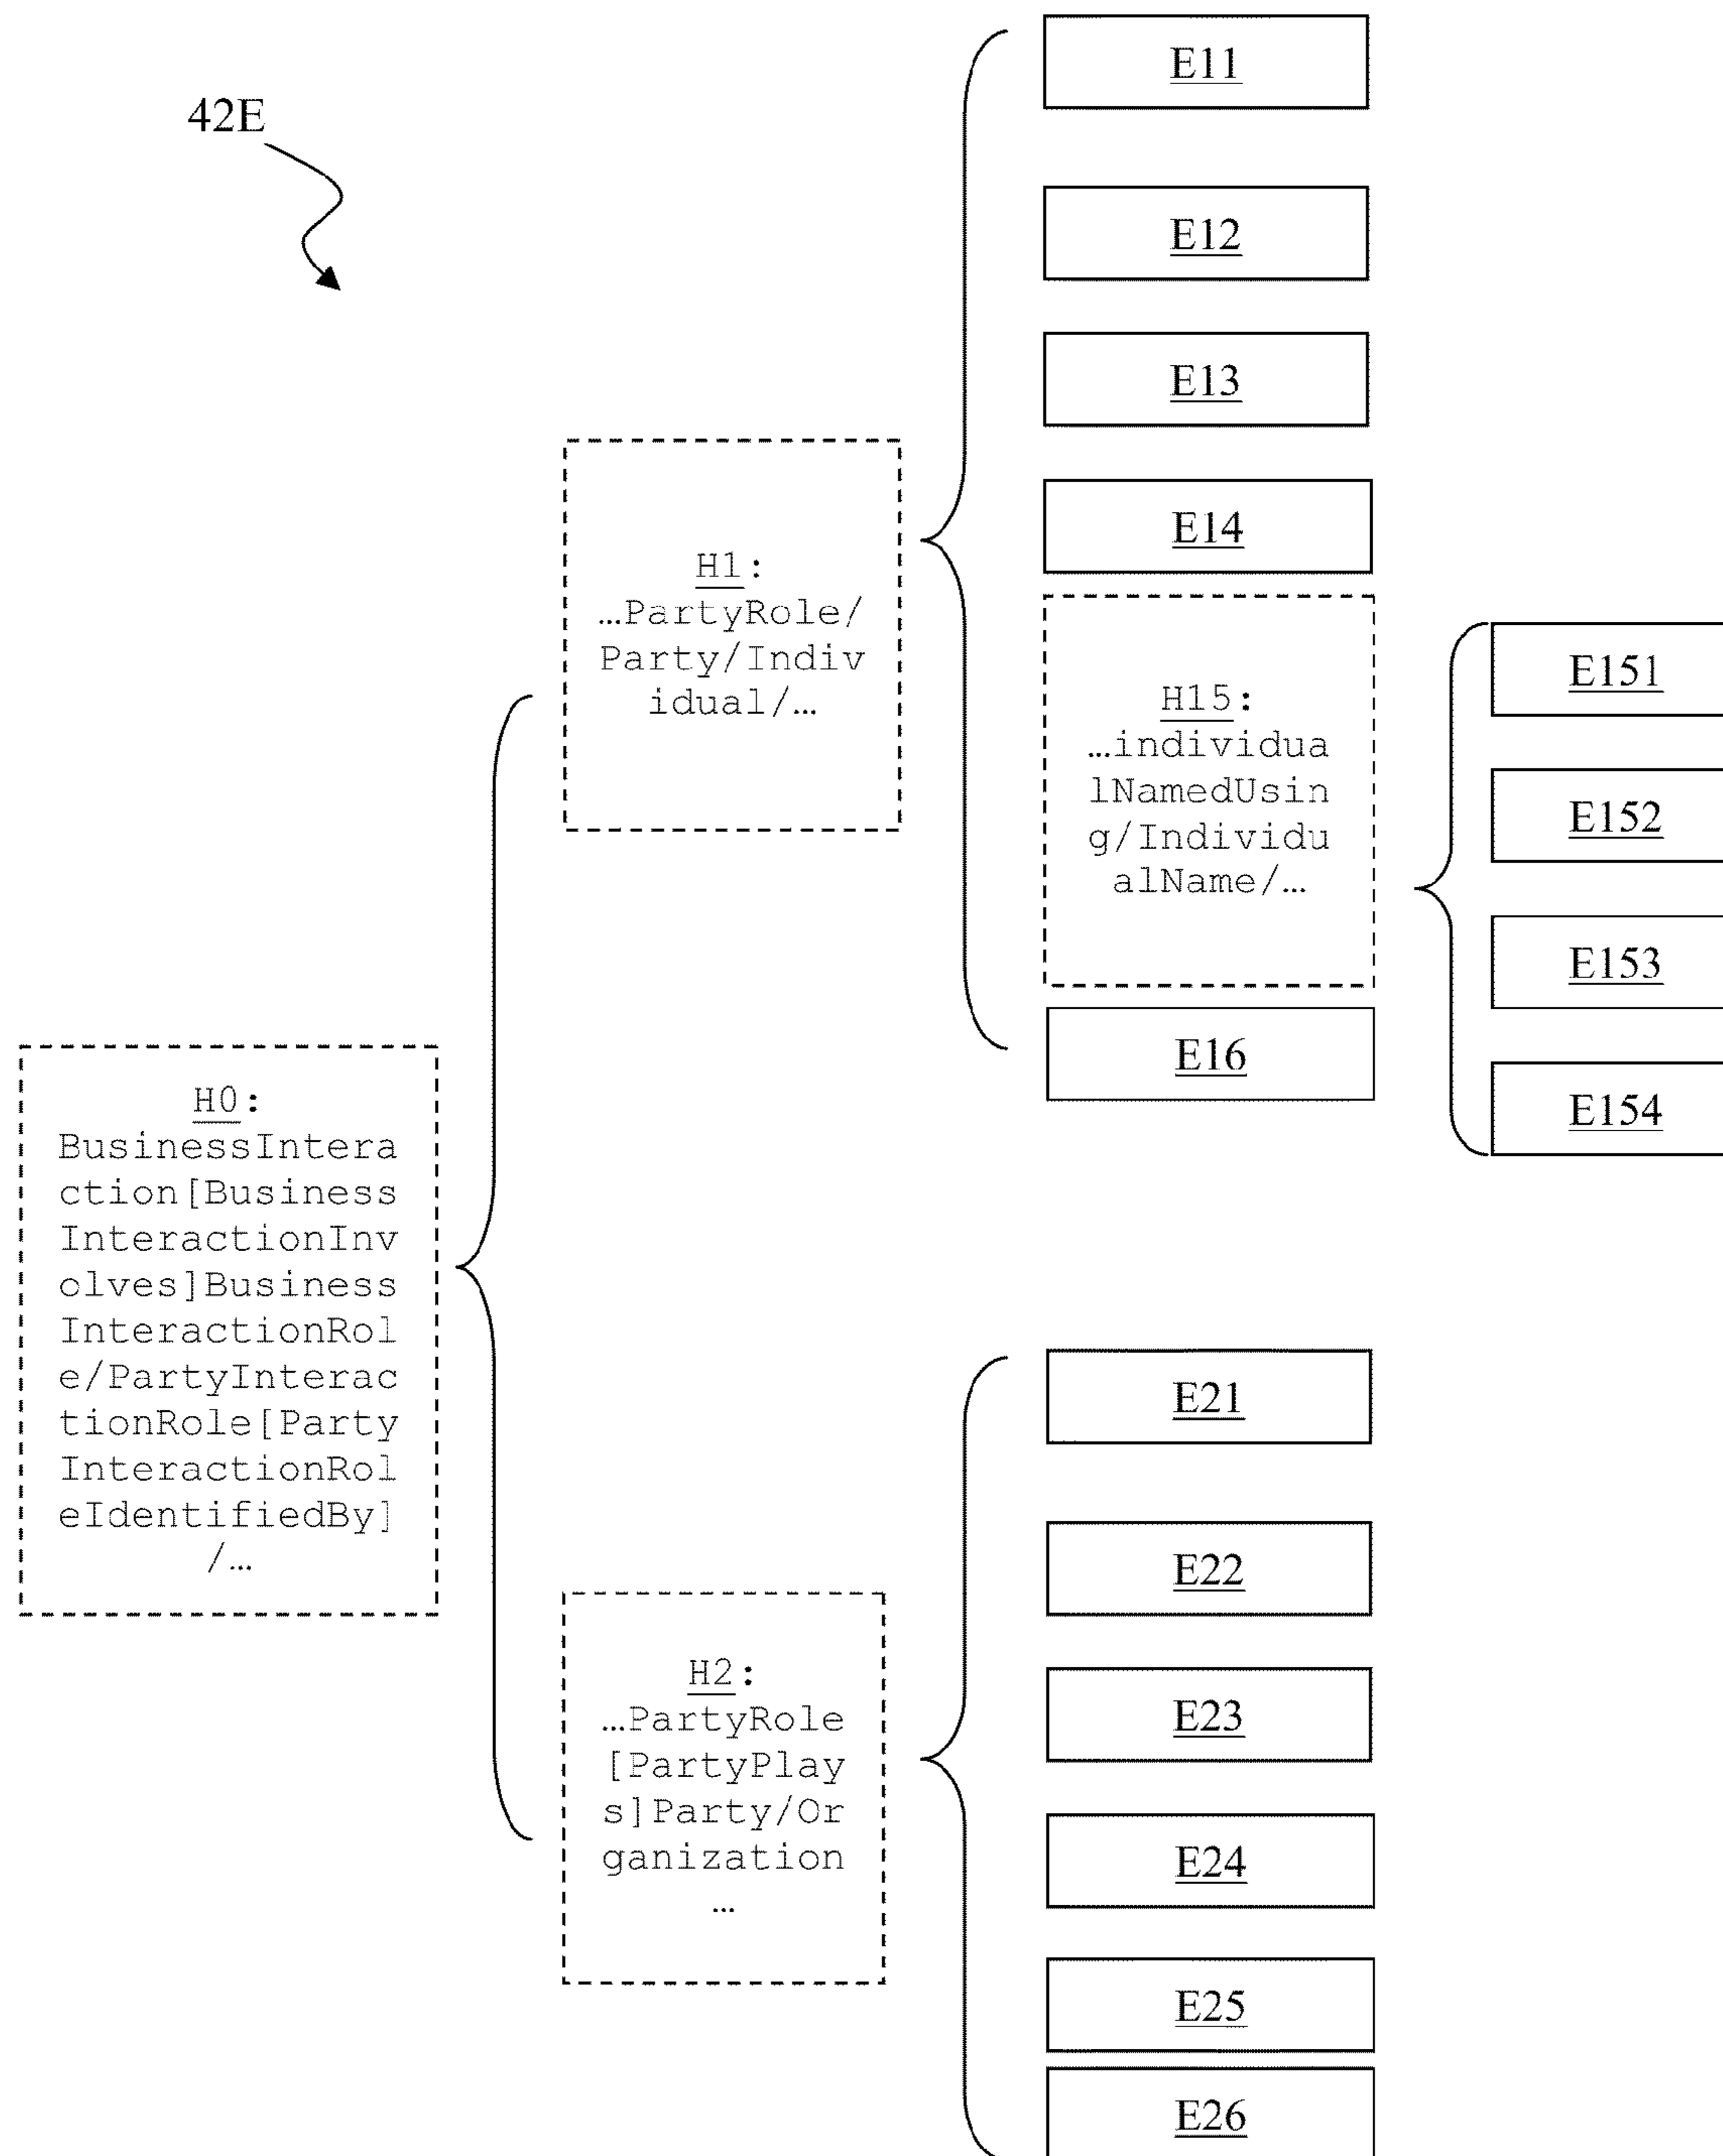 42E
H0:
BusinessIntera
ction[Business
InteractionInv
olves]Business
InteractionRol
e/PartyInterac
tionRole[Party
InteractionRol
eIdentifiedBy]
/…
H1:
…PartyRole/
Party/Indiv
idual/…
E11
E12
E13
E14
H15:
…individua
lNamedUsin
g/Individu
alName/…
E151
E152
E153
E154
E16
H2:
…PartyRole
[PartyPlay
s]Party/Or
ganization
…
E21
E22
E23
E24
E25
E26